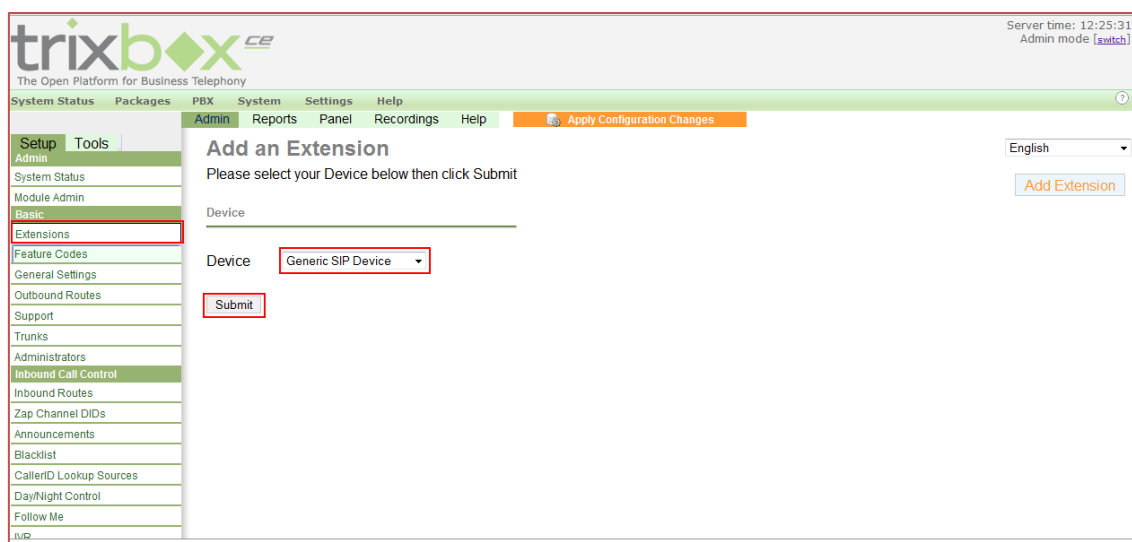 trixbox CE
Server time: 12:25:31
Admin mode [switch]
The Open Platform for Business Telephony
System Status Packages PBX System Settings Help ?
Admin Reports Panel Recordings Help Apply Configuration Changes
Setup Tools
Admin
System Status
Module Admin
Basic
Extensions
Feature Codes
General Settings
Outbound Routes
Support
Trunks
Administrators
Inbound Call Control
Inbound Routes
Zap Channel DIDs
Announcements
Blacklist
CallerID Lookup Sources
Day/Night Control
Follow Me
IVR
Add an Extension
Please select your Device below then click Submit
Device
Device Generic SIP Device
Submit
English
Add Extension